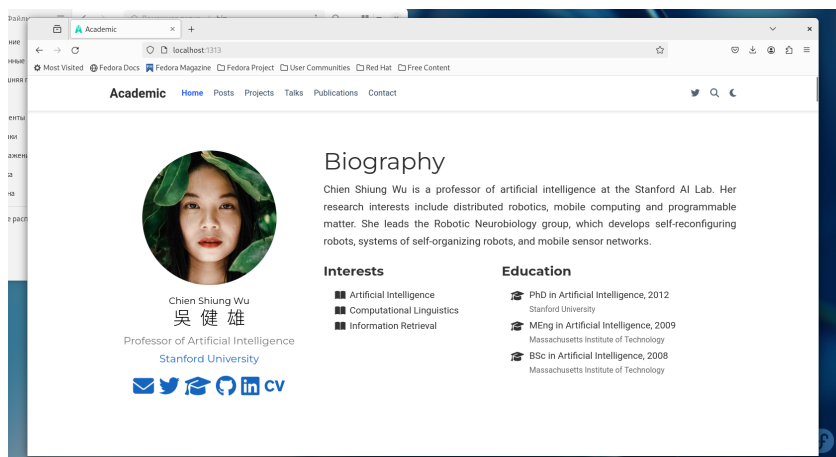 Файлы
Academic
localhost:1313
Most Visited Fedora Docs Fedora Magazine Fedora Project User Communities Red Hat Free Content
Academic Home Posts Projects Talks Publications Contact
Biography
Chien Shiung Wu is a professor of artificial intelligence at the Stanford AI Lab. Her
research interests include distributed robotics, mobile computing and programmable
matter. She leads the Robotic Neurobiology group, which develops self-reconfiguring
robots, systems of self-organizing robots, and mobile sensor networks.
Chien Shiung Wu
吳健雄
Professor of Artificial Intelligence
Stanford University
CV
Interests
Artificial Intelligence
Computational Linguistics
Information Retrieval
Education
PhD in Artificial Intelligence, 2012
Stanford University
MEng in Artificial Intelligence, 2009
Massachusetts Institute of Technology
BSc in Artificial Intelligence, 2008
Massachusetts Institute of Technology